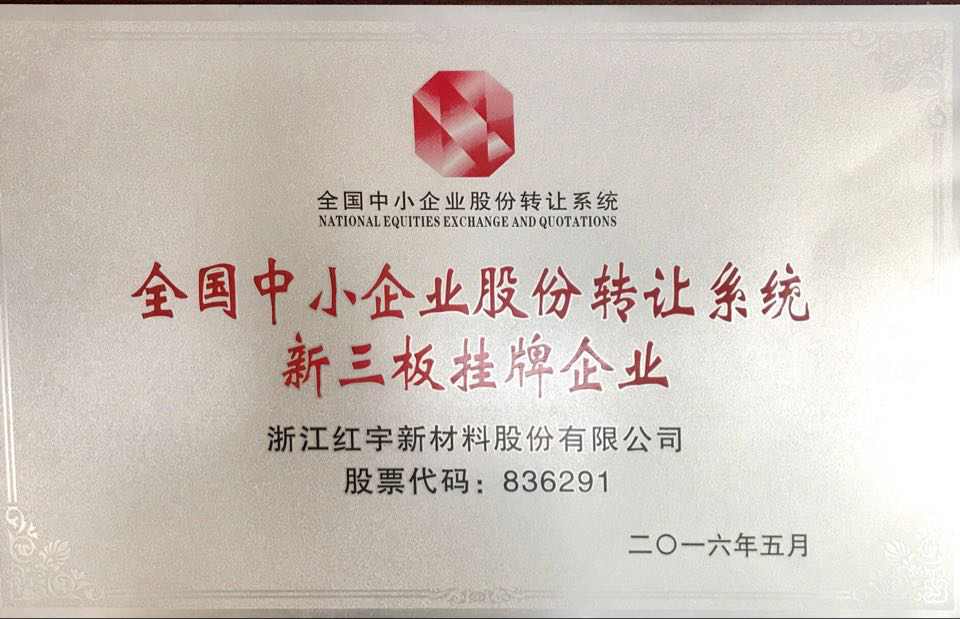 全国中小企业股份转让系统
NATIONAL EQUITIES EXCHANGE AND QUOTATIONS
全国中小企业股份转让系统
新三板挂牌企业
浙江红宇新材料股份有限公司
股票代码：836291
二〇一六年五月